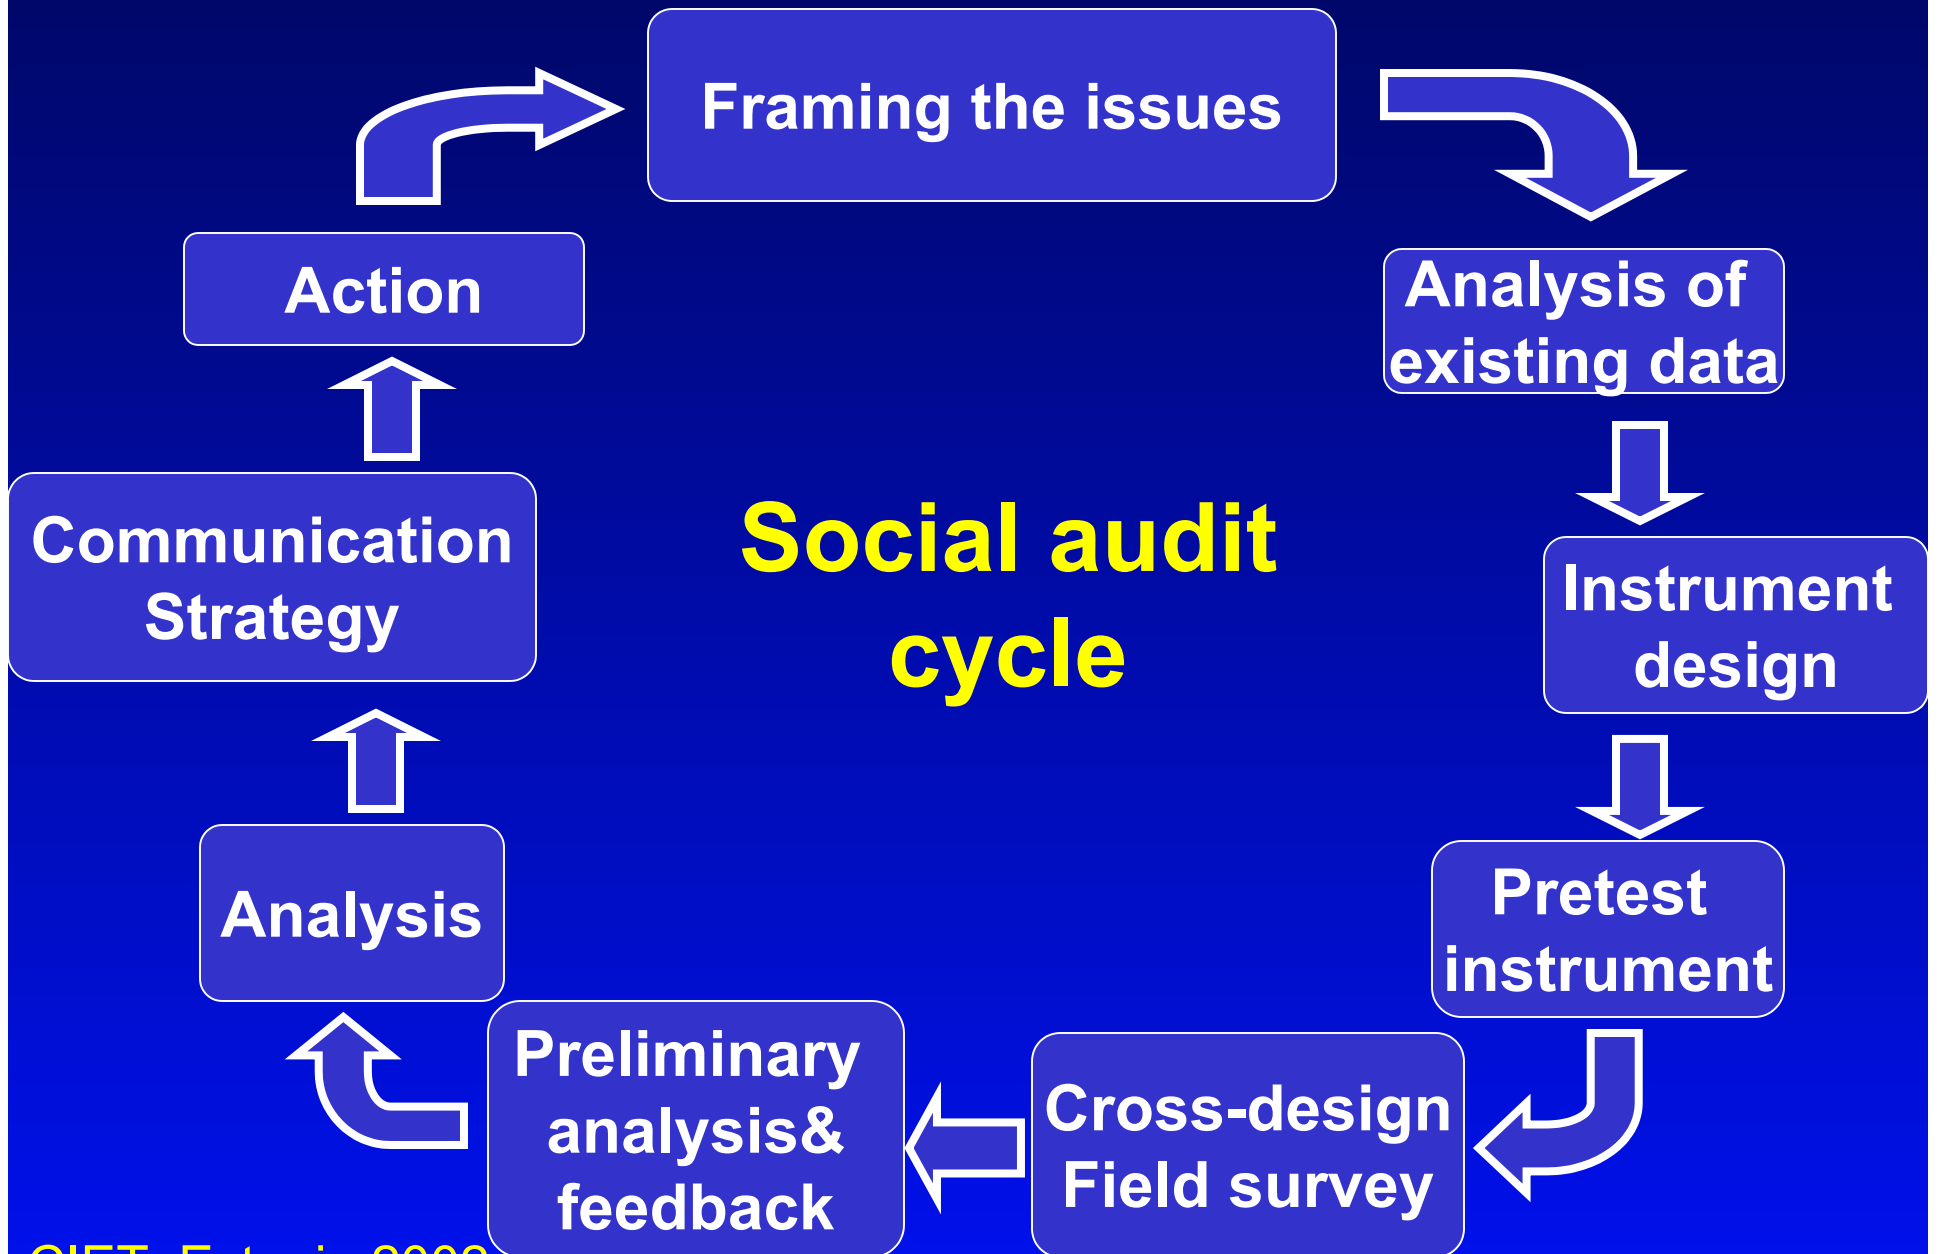 Framing the issues
Analysis of
existing data
Instrument
design
Pretest
instrument
Cross-design
Field survey
Preliminary
analysis&
feedback
Analysis
Communication
Strategy
Action
Social audit
cycle